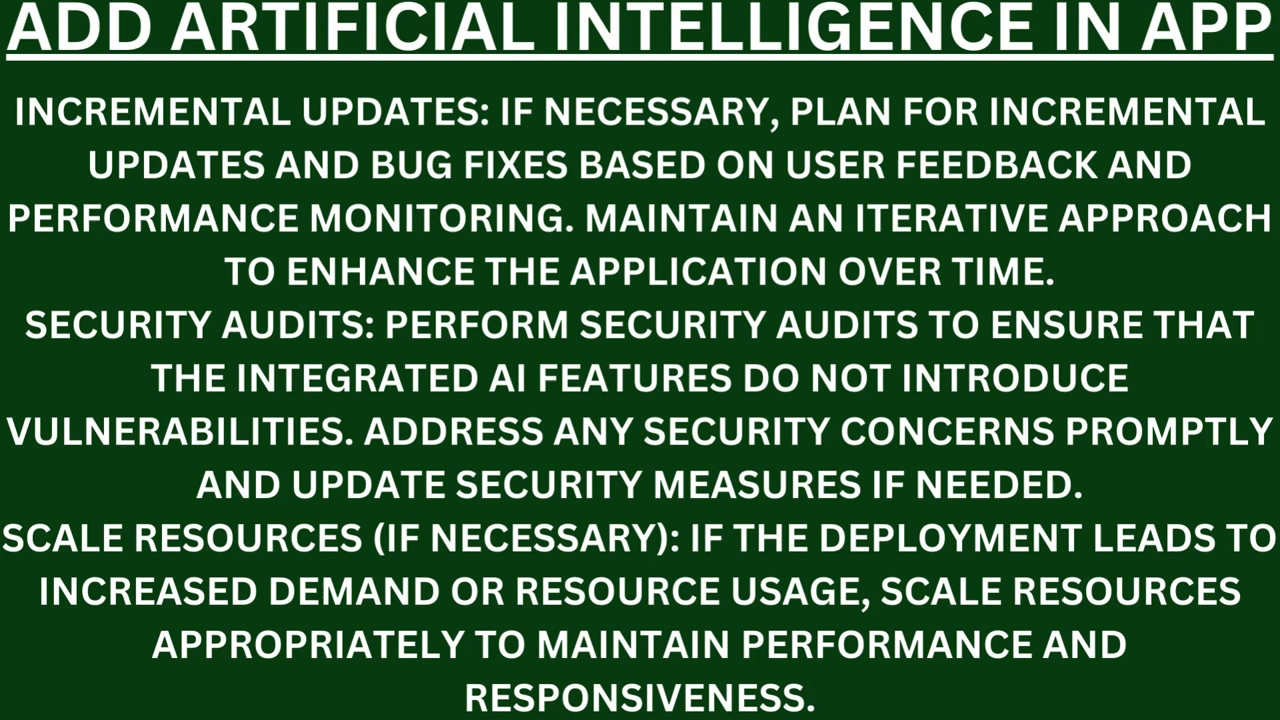 ADD ARTIFICIAL INTELLIGENCE IN APP
INCREMENTAL UPDATES: IF NECESSARY, PLAN FOR INCREMENTAL
UPDATES AND BUG FIXES BASED ON USER FEEDBACK AND
PERFORMANCE MONITORING. MAINTAIN AN ITERATIVE APPROACH
TO ENHANCE THE APPLICATION OVER TIME.
SECURITY AUDITS: PERFORM SECURITY AUDITS TO ENSURE THAT
THE INTEGRATED AI FEATURES DO NOT INTRODUCE
VULNERABILITIES. ADDRESS ANY SECURITY CONCERNS PROMPTLY
AND UPDATE SECURITY MEASURES IF NEEDED.
SCALE RESOURCES (IF NECESSARY): IF THE DEPLOYMENT LEADS TO
INCREASED DEMAND OR RESOURCE USAGE, SCALE RESOURCES
APPROPRIATELY TO MAINTAIN PERFORMANCE AND
RESPONSIVENESS.